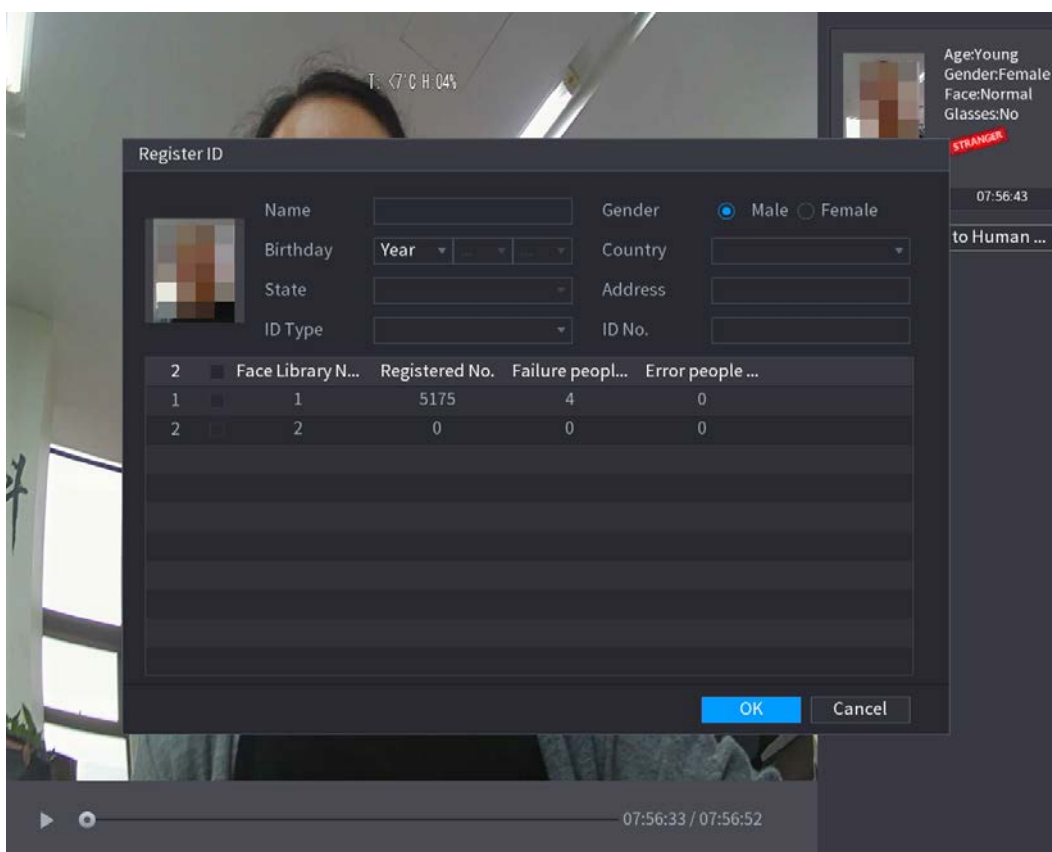 T: <7°C H:04%
Age:Young
Gender:Female
Face:Normal
Glasses:No
STRANGER
07:56:43
to Human ...
Register ID
Name Gender Male Female
Birthday Year Country
State Address
ID Type ID No.
2 Face Library N... Registered No. Failure peopl... Error people ...
1 1 5175 4 0
2 2 0 0 0
OK Cancel
07:56:33 / 07:56:52